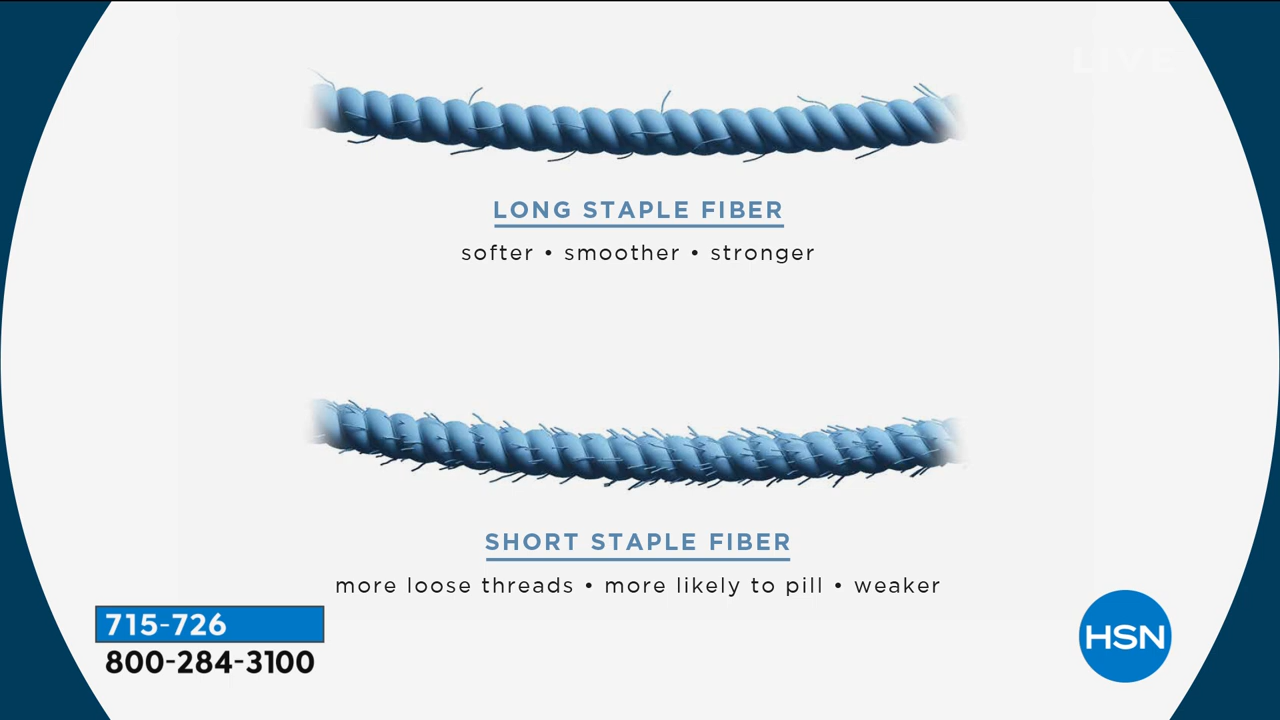 LIVE
LONG STAPLE FIBER
softer • smoother • stronger
SHORT STAPLE FIBER
more loose threads • more likely to pill • weaker
715-726
800-284-3100
HSN